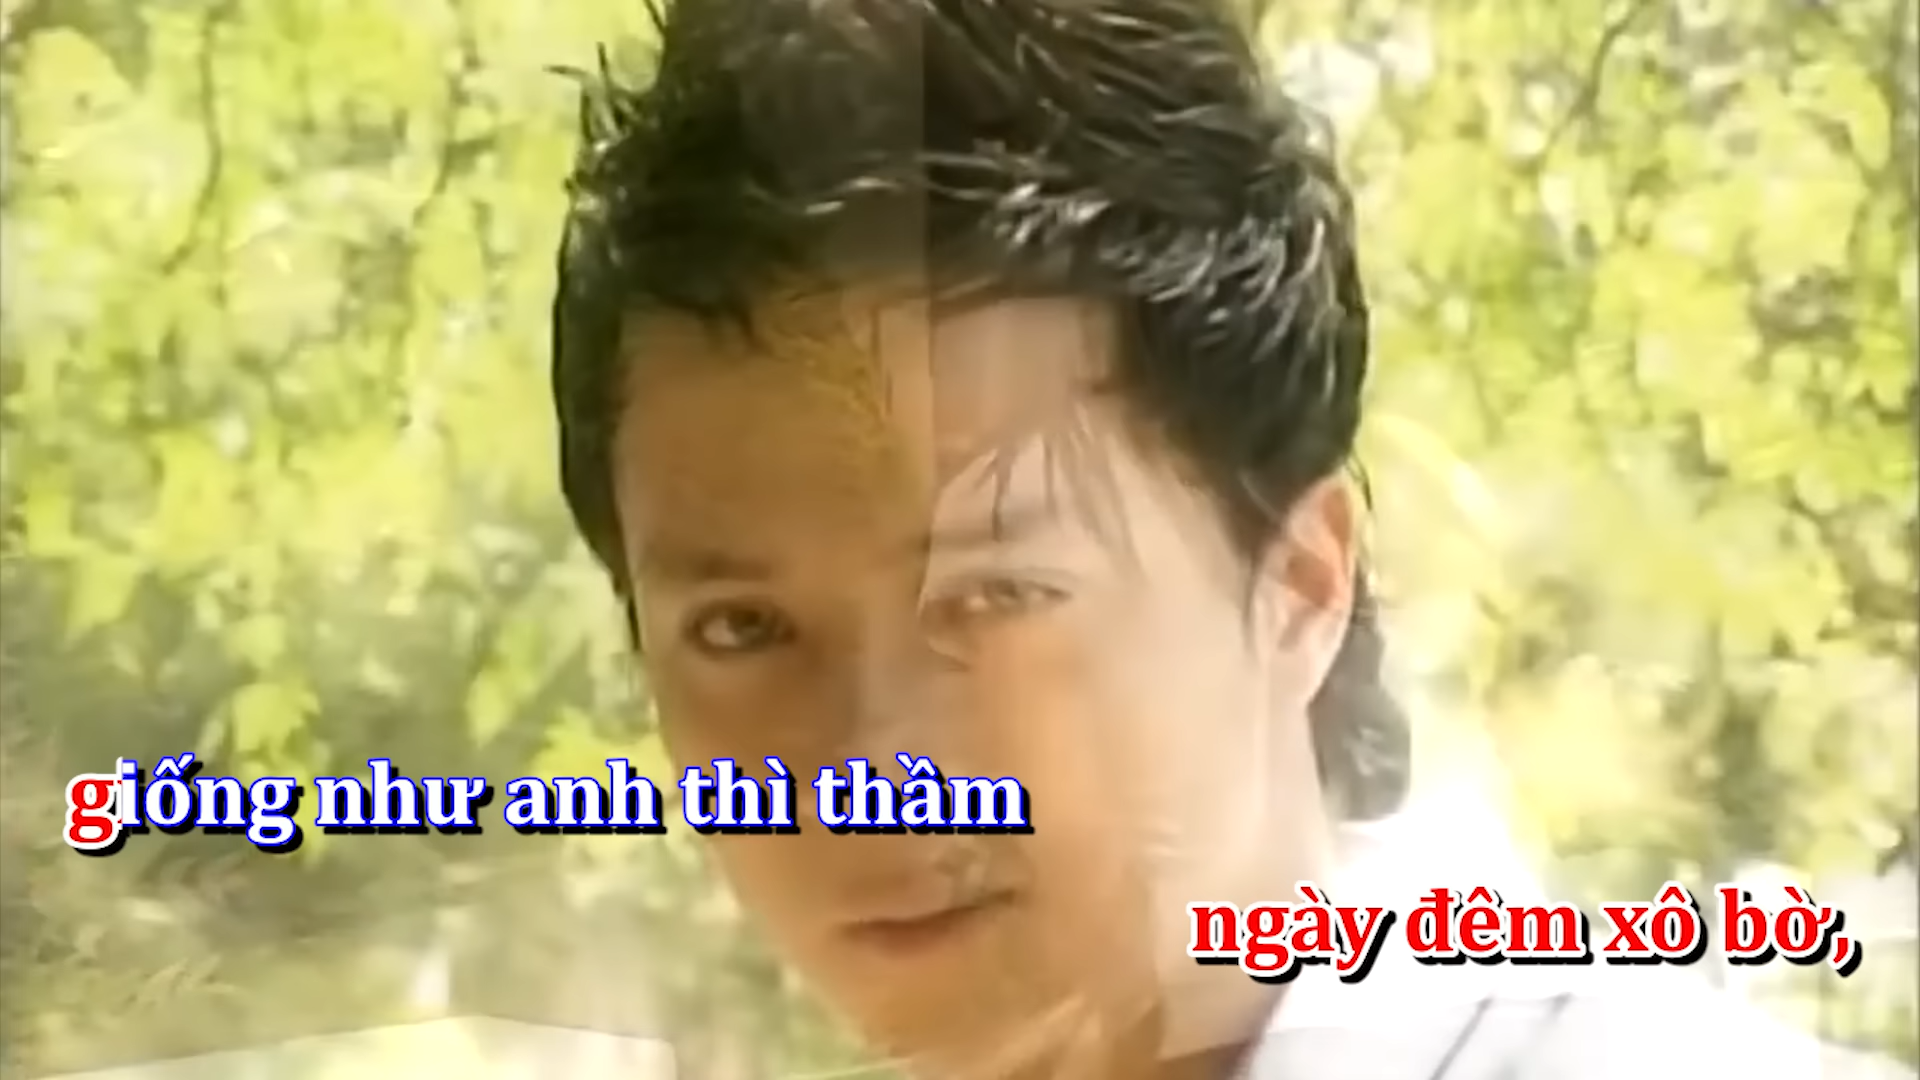 giống như anh thì thầm
ngày đêm xô bờ,